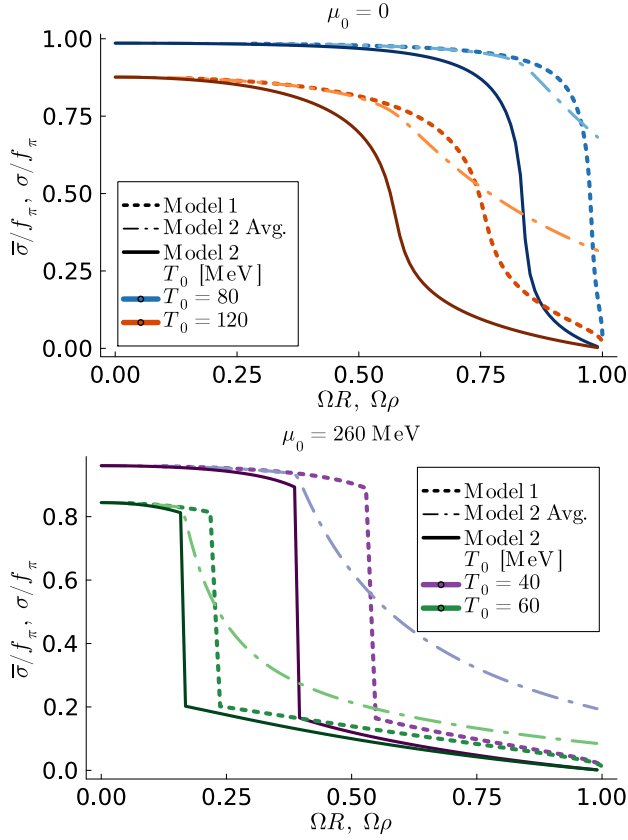 μ₀ = 0
1.00
0.75
0.50
0.25
0.00
σ̅/f_π, σ/f_π
Model 1
Model 2 Avg.
Model 2
T₀ [MeV]
T₀ = 80
T₀ = 120
0.00 0.25 0.50 0.75 1.00
ΩR, Ωρ
μ₀ = 260 MeV
0.8
0.6
0.4
0.2
0.0
σ̅/f_π, σ/f_π
Model 1
Model 2 Avg.
Model 2
T₀ [MeV]
T₀ = 40
T₀ = 60
0.00 0.25 0.50 0.75 1.00
ΩR, Ωρ